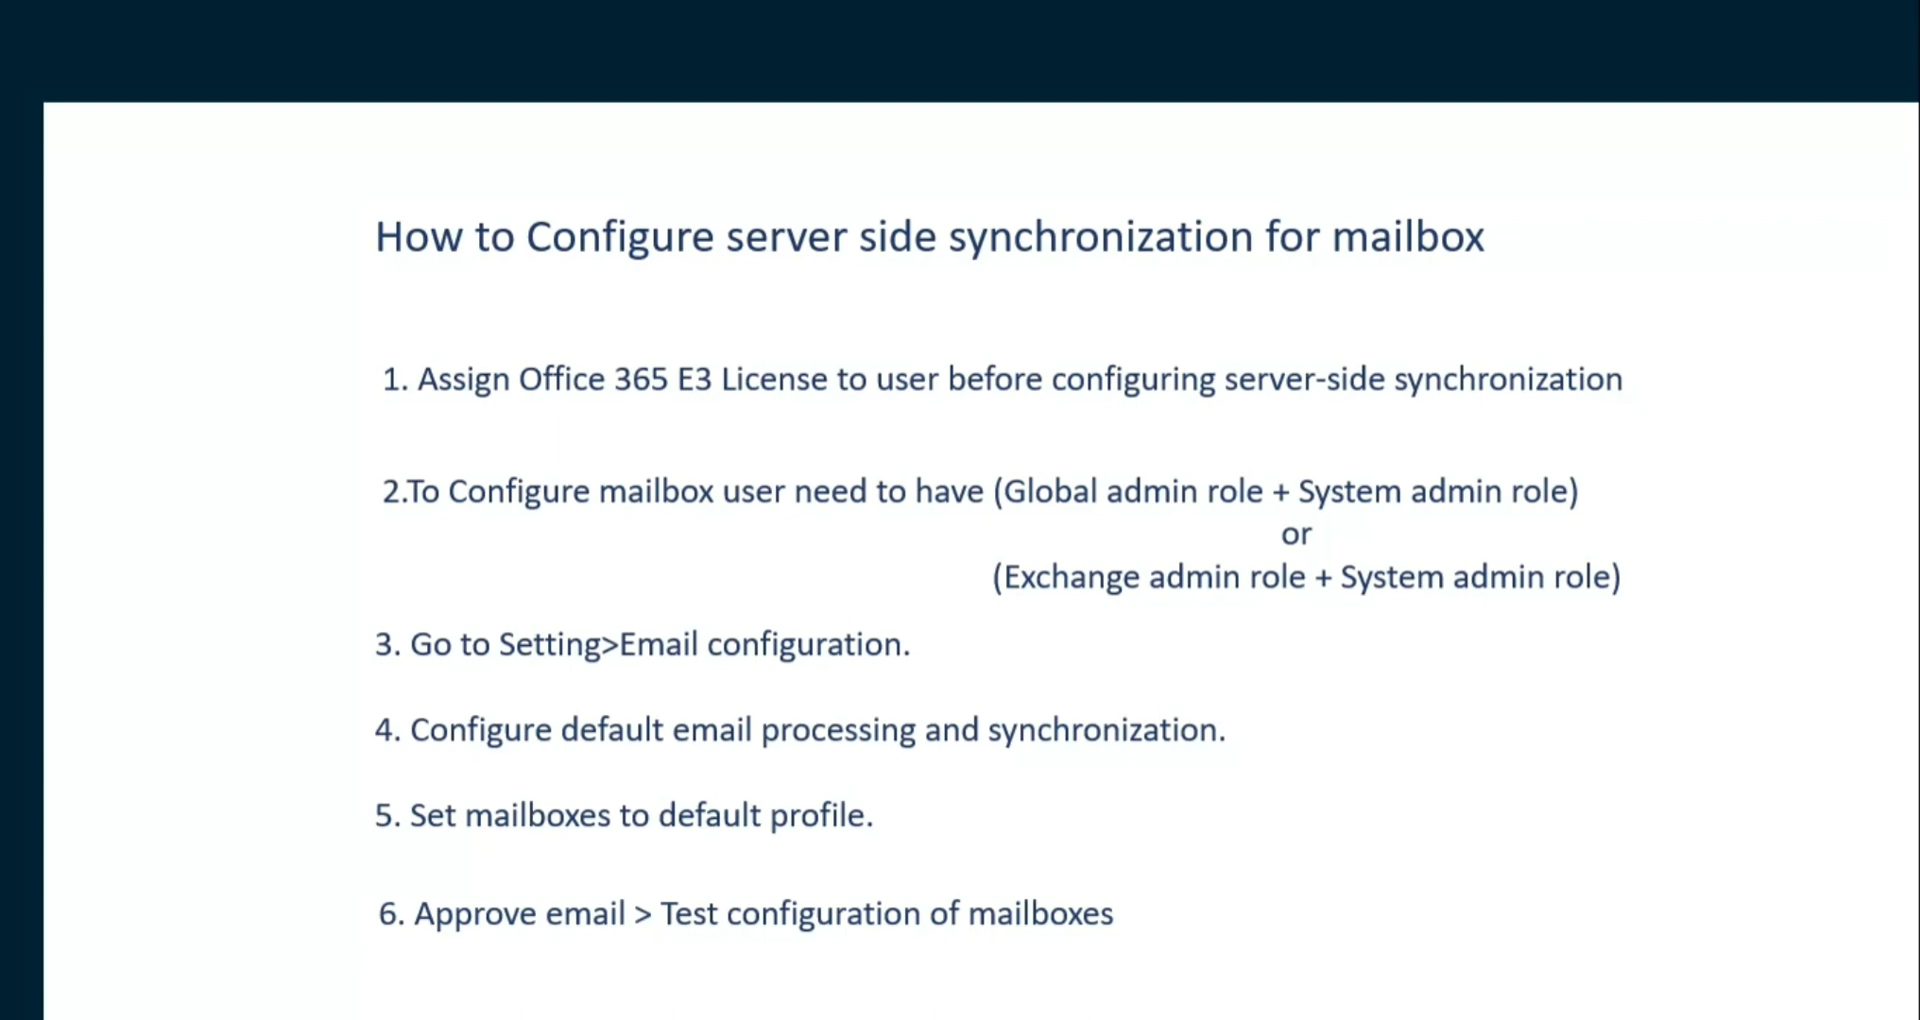 How to Configure server side synchronization for mailbox
1. Assign Office 365 E3 License to user before configuring server-side synchronization
2.To Configure mailbox user need to have (Global admin role + System admin role)
or
(Exchange admin role + System admin role)
3. Go to Setting>Email configuration.
4. Configure default email processing and synchronization.
5. Set mailboxes to default profile.
6. Approve email > Test configuration of mailboxes